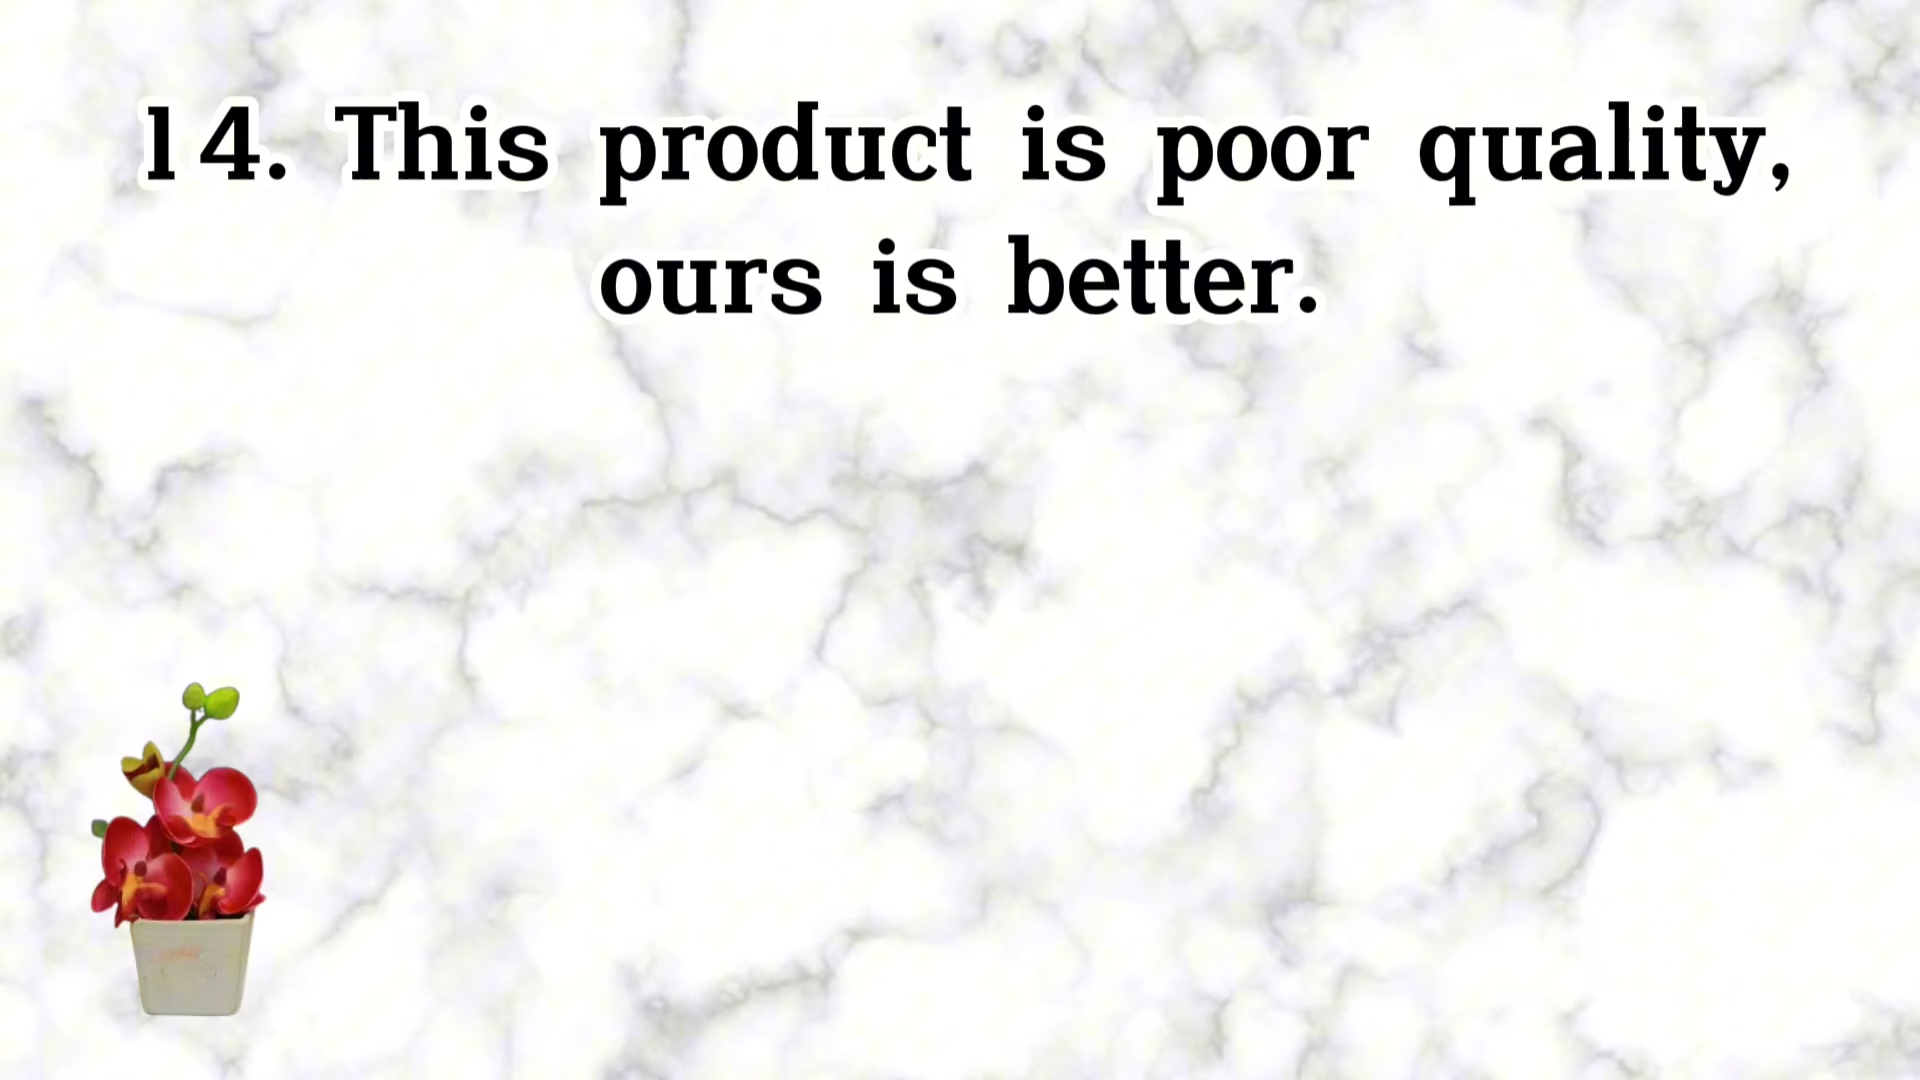 14. This product is poor quality,
ours is better.